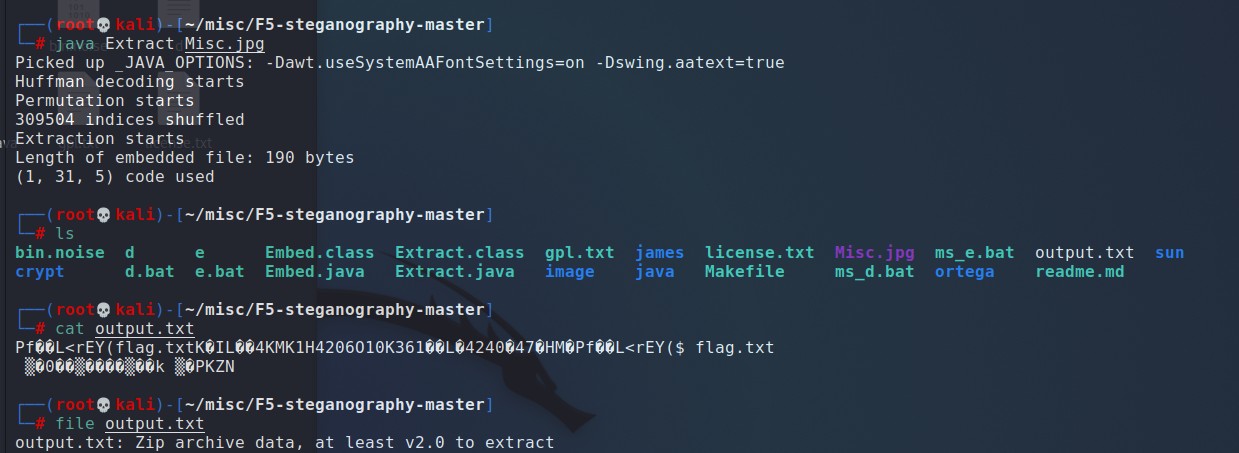 ┌──(root💀kali)-[~/misc/F5-steganography-master]
└─# java Extract Misc.jpg
Picked up _JAVA_OPTIONS: -Dawt.useSystemAAFontSettings=on -Dswing.aatext=true
Huffman decoding starts
Permutation starts
309504 indices shuffled
Extraction starts
Length of embedded file: 190 bytes
(1, 31, 5) code used
┌──(root💀kali)-[~/misc/F5-steganography-master]
└─# ls
bin.noise d e Embed.class Extract.class gpl.txt james license.txt Misc.jpg ms_e.bat output.txt sun
crypt d.bat e.bat Embed.java Extract.java image java Makefile ms_d.bat ortega readme.md
┌──(root💀kali)-[~/misc/F5-steganography-master]
└─# cat output.txt
Pf��L<rEY(flag.txtK�IL��4KMK1H4206O10K361��L�4240�47�HM�Pf��L<rEY($ flag.txt
▒�0��▒����▒��k ▒�PKZN
┌──(root💀kali)-[~/misc/F5-steganography-master]
└─# file output.txt
output.txt: Zip archive data, at least v2.0 to extract